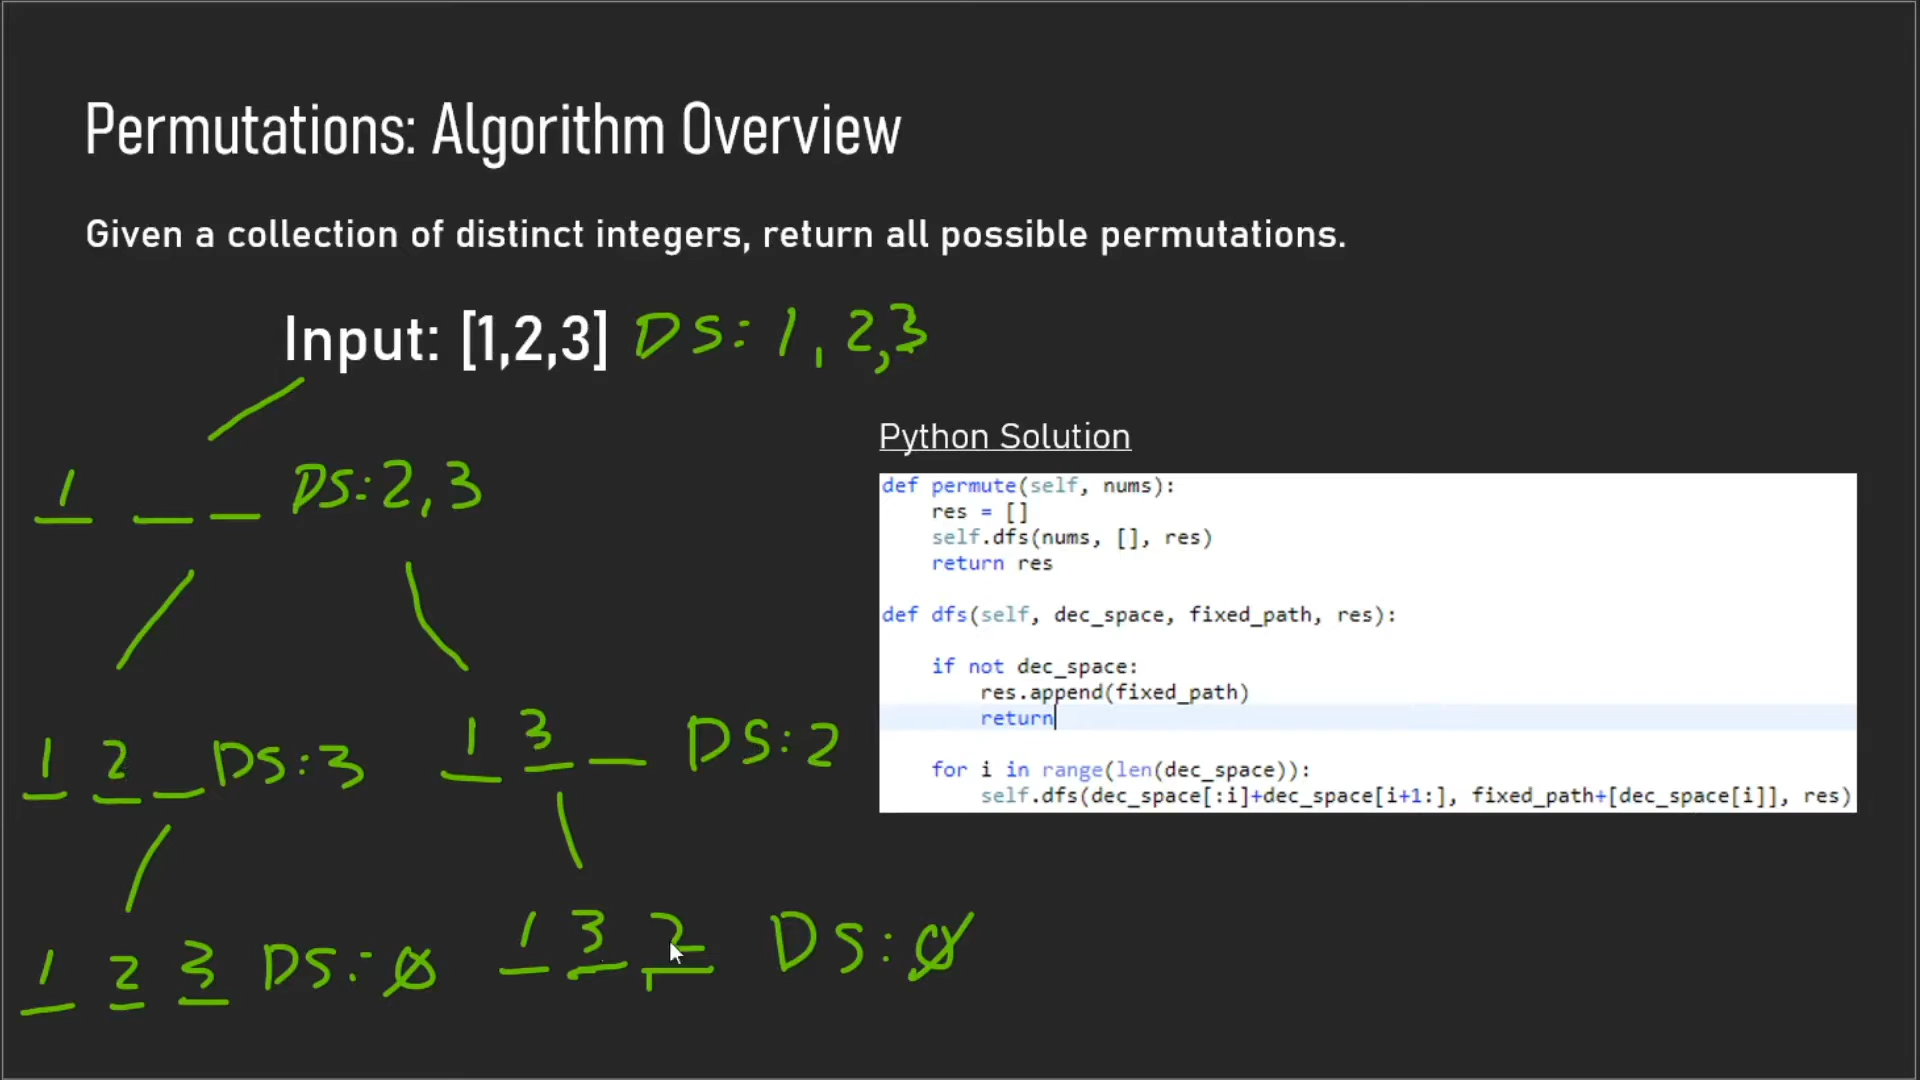 Permutations: Algorithm Overview
Given a collection of distinct integers, return all possible permutations.
Input: [1,2,3] DS: 1, 2,3
1 _ _ DS: 2, 3
1 2 _ DS: 3
1 3 _ DS: 2
1 2 3 DS: ∅
1 3 2 DS: ∅
Python Solution
def permute(self, nums):
    res = []
    self.dfs(nums, [], res)
    return res
def dfs(self, dec_space, fixed_path, res):
    if not dec_space:
        res.append(fixed_path)
        return
    for i in range(len(dec_space)):
        self.dfs(dec_space[:i]+dec_space[i+1:], fixed_path+[dec_space[i]], res)